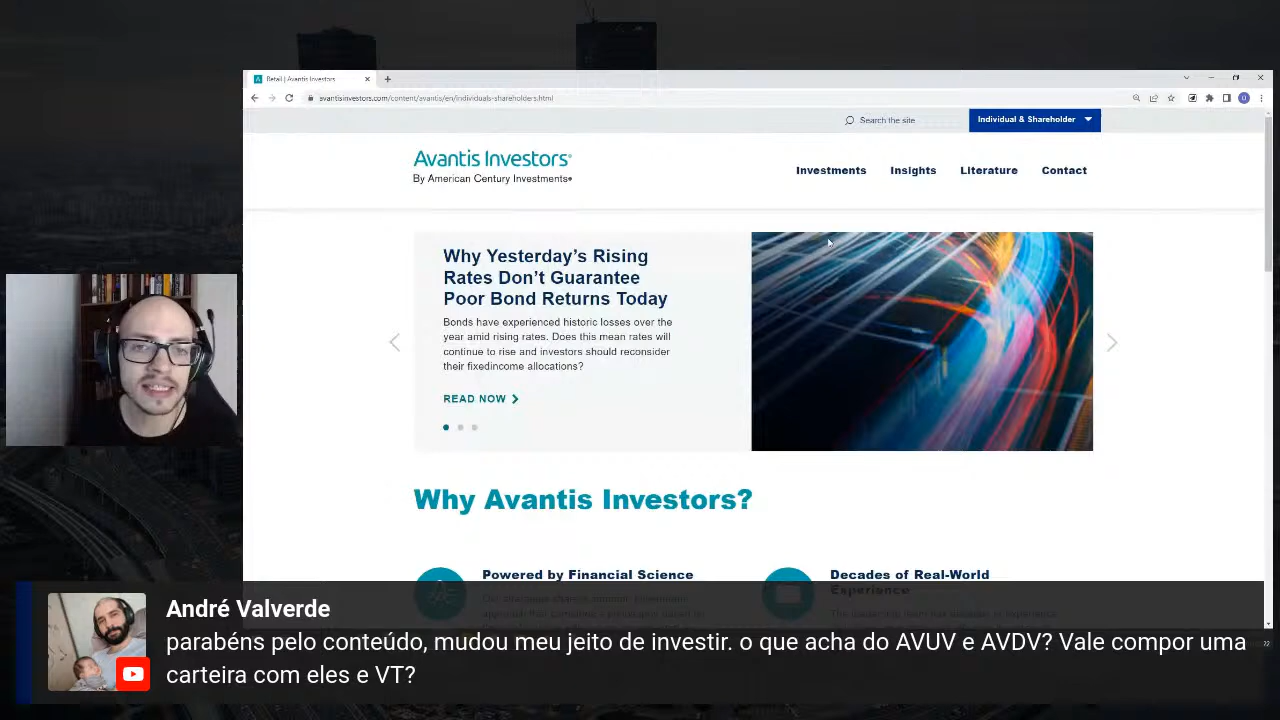 Retail | Avantis Investors
avantisinvestors.com/content/avantis/en/individuals-shareholders.html
Search the site
Individual & Shareholder
Avantis Investors®
By American Century Investments®
Investments
Insights
Literature
Contact
Why Yesterday’s Rising
Rates Don’t Guarantee
Poor Bond Returns Today
Bonds have experienced historic losses over the
year amid rising rates. Does this mean rates will
continue to rise and investors should reconsider
their fixedincome allocations?
READ NOW
Why Avantis Investors?
Powered by Financial Science
Decades of Real-World
Experience
André Valverde
parabéns pelo conteúdo, mudou meu jeito de investir. o que acha do AVUV e AVDV? Vale compor uma
carteira com eles e VT?